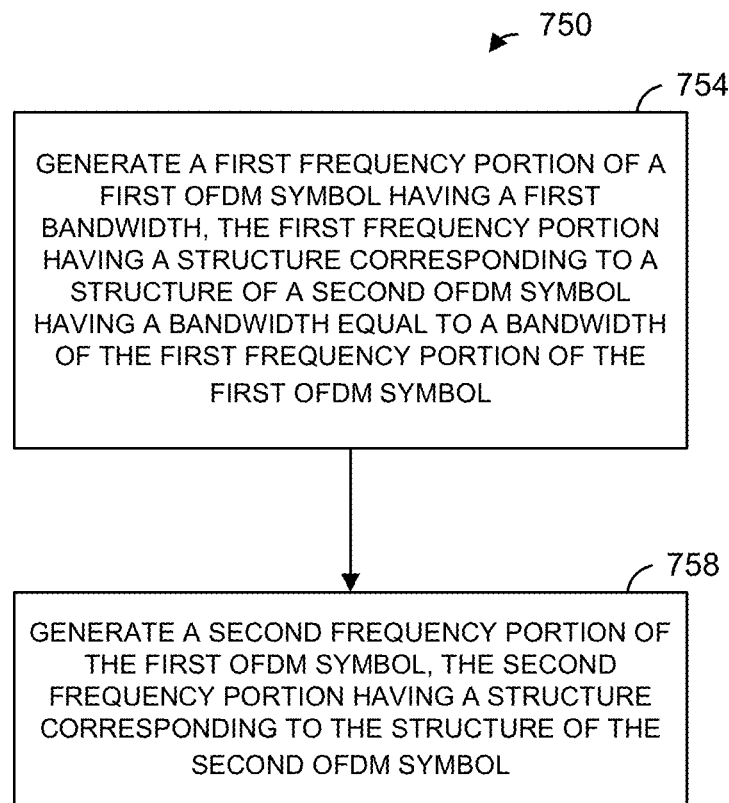 750
754
GENERATE A FIRST FREQUENCY PORTION OF A
FIRST OFDM SYMBOL HAVING A FIRST
BANDWIDTH, THE FIRST FREQUENCY PORTION
HAVING A STRUCTURE CORRESPONDING TO A
STRUCTURE OF A SECOND OFDM SYMBOL
HAVING A BANDWIDTH EQUAL TO A BANDWIDTH
OF THE FIRST FREQUENCY PORTION OF THE
FIRST OFDM SYMBOL
758
GENERATE A SECOND FREQUENCY PORTION OF
THE FIRST OFDM SYMBOL, THE SECOND
FREQUENCY PORTION HAVING A STRUCTURE
CORRESPONDING TO THE STRUCTURE OF THE
SECOND OFDM SYMBOL